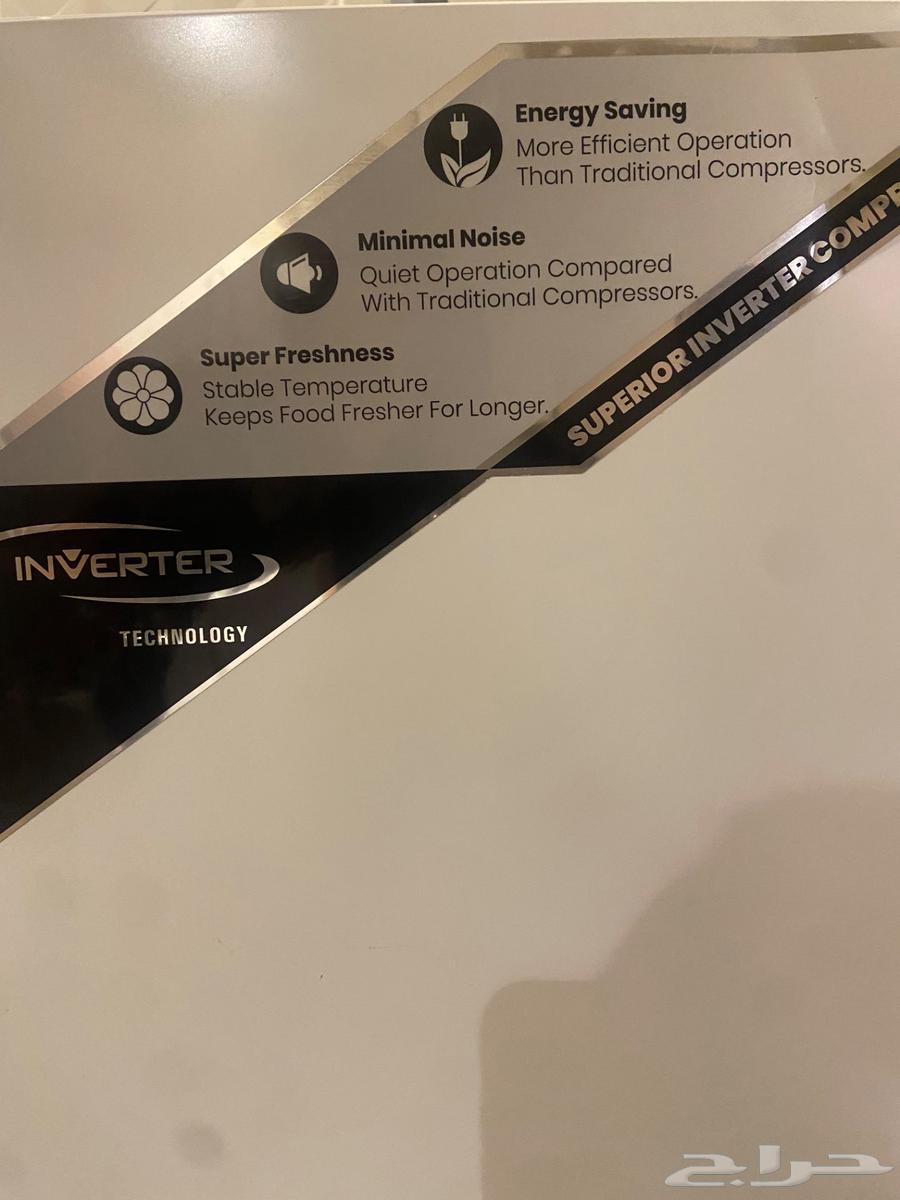 Energy Saving
More Efficient Operation
Than Traditional Compressors.
Minimal Noise
Quiet Operation Compared
With Traditional Compressors.
Super Freshness
Stable Temperature
Keeps Food Fresher For Longer.
SUPERIOR INVERTER COMPR
INVERTER
TECHNOLOGY
حراج